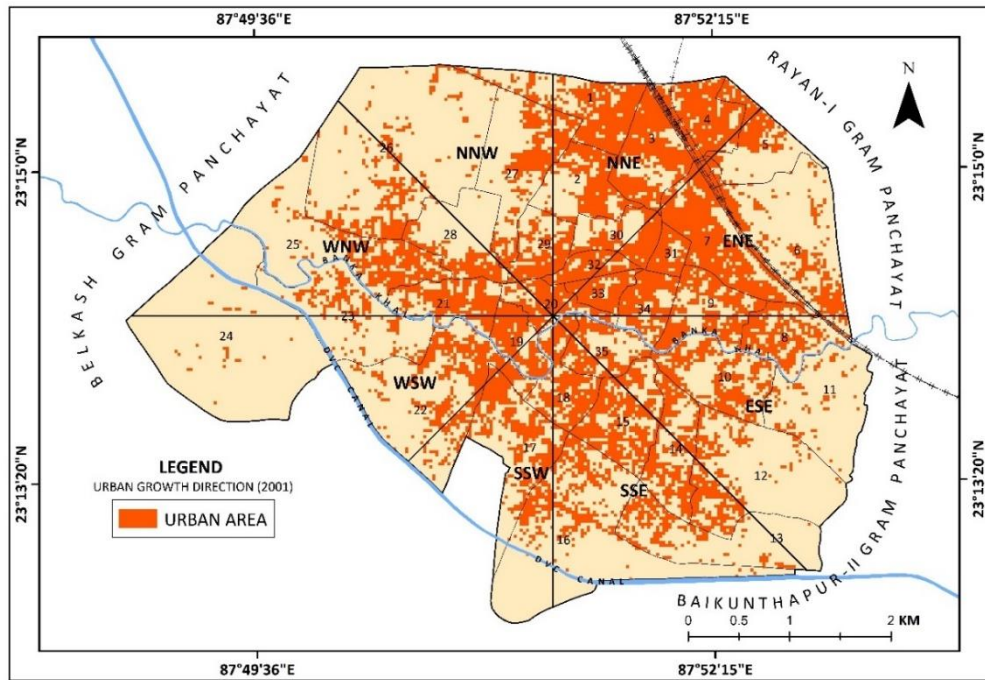 87°49'36"E
87°52'15"E
23°15'0"N
23°15'0"N
23°13'20"N
23°13'20"N
87°49'36"E
87°52'15"E
N
BELKASH GRAM PANCHAYAT
RAYAN-I GRAM PANCHAYAT
BAIKUNTHAPUR-II GRAM PANCHAYAT
NNW
NNE
WNW
ENE
WSW
ESE
SSW
SSE
1
2
3
4
5
6
7
8
9
10
11
12
13
14
15
16
17
18
19
20
21
22
23
24
25
26
27
28
29
30
31
32
33
34
35
BANKA KHAL
BANKA
DVC CANAL
DVC CANAL
LEGEND
URBAN GROWTH DIRECTION (2001)
URBAN AREA
0 0.5 1 2 KM